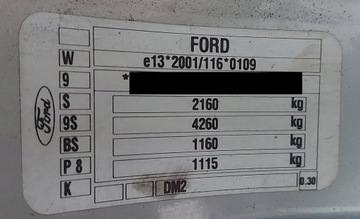 FORD
W e13*2001/116*0109
9 *
S 2160 kg
9S 4260 kg
BS 1160 kg
P 8 1115 kg
K DM2 0.30
Ford